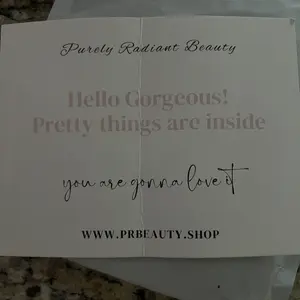 Purely Radiant Beauty
Hello Gorgeous!
Pretty things are inside
you are gonna love it
WWW.PRBEAUTY.SHOP